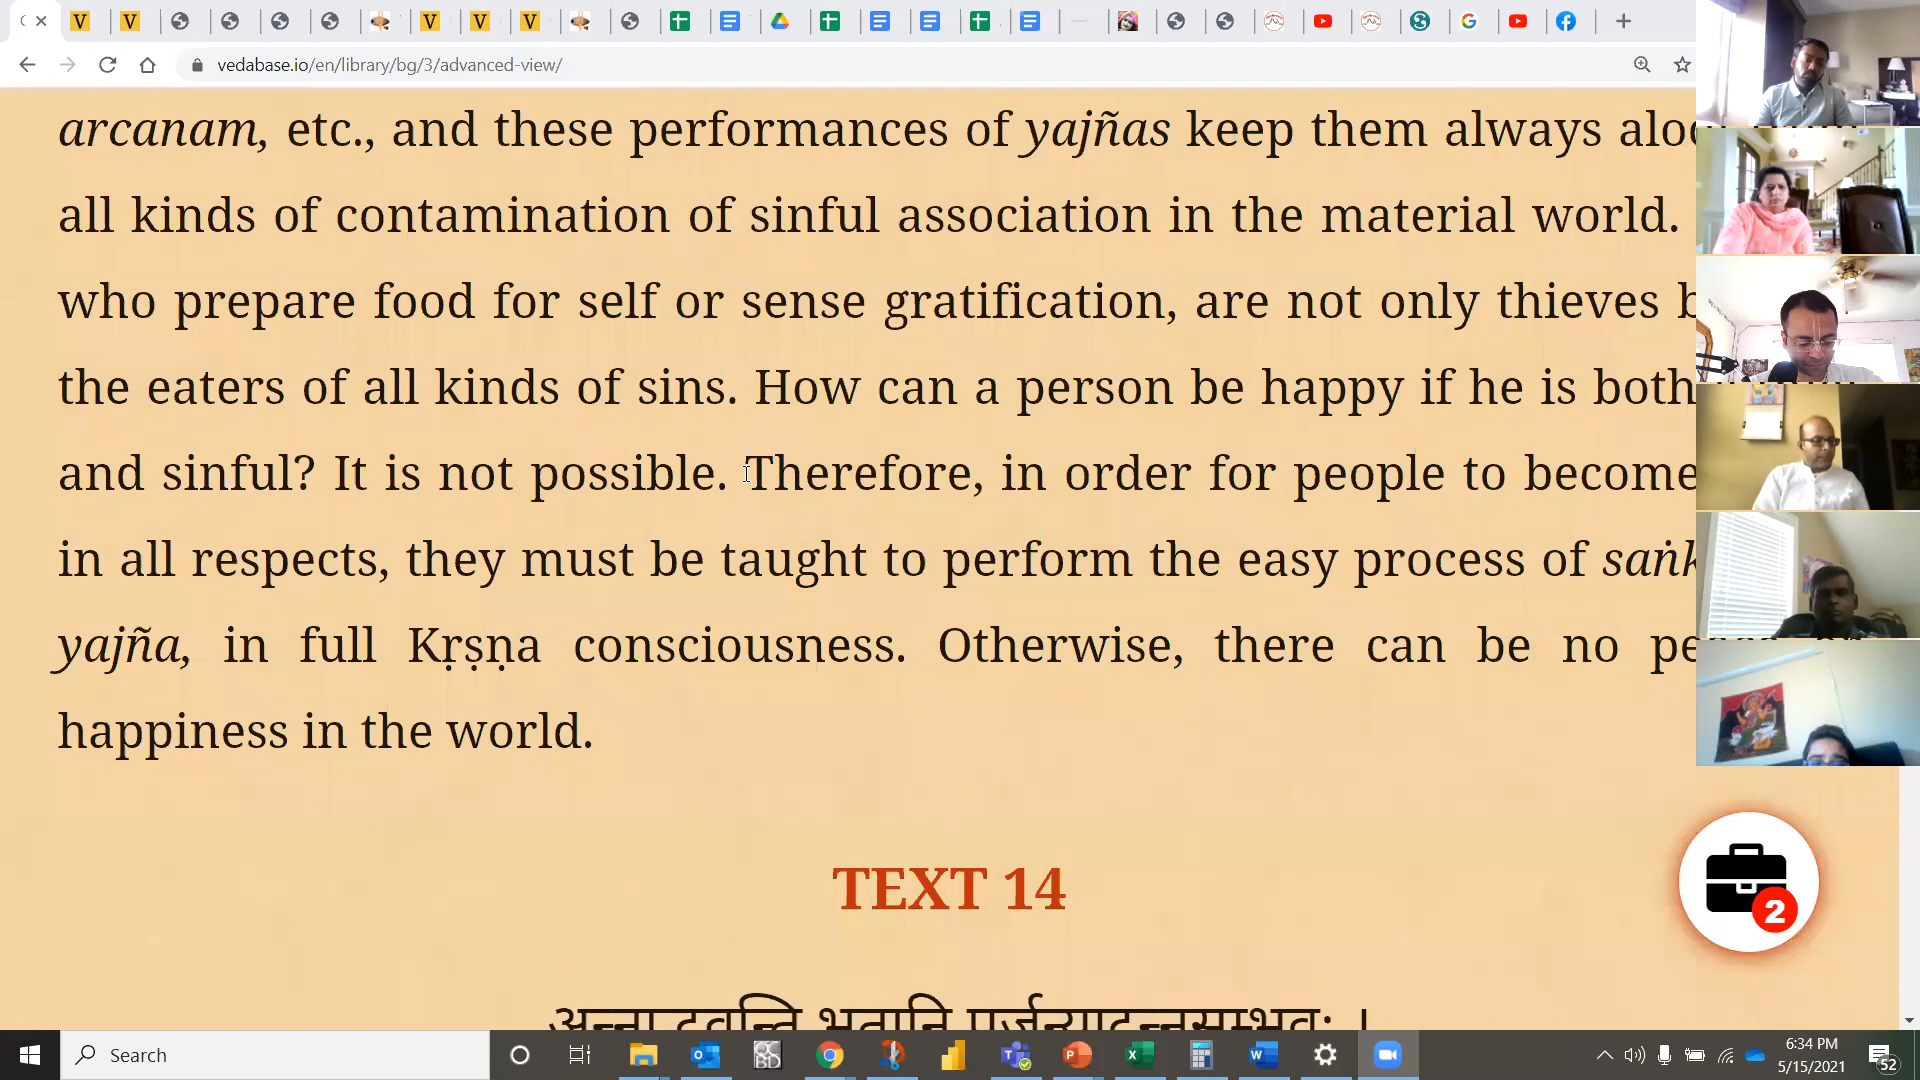 vedabase.io/en/library/bg/3/advanced-view/
arcanam, etc., and these performances of yajñas keep them always
all kinds of contamination of sinful association in the material world.
who prepare food for self or sense gratification, are not only thieves
the eaters of all kinds of sins. How can a person be happy if he is both
and sinful? It is not possible. Therefore, in order for people to become
in all respects, they must be taught to perform the easy process of
yajña, in full Kṛṣṇa consciousness. Otherwise, there can be no
happiness in the world.
2
TEXT 14
Search
6:34 PM
5/15/2021
52